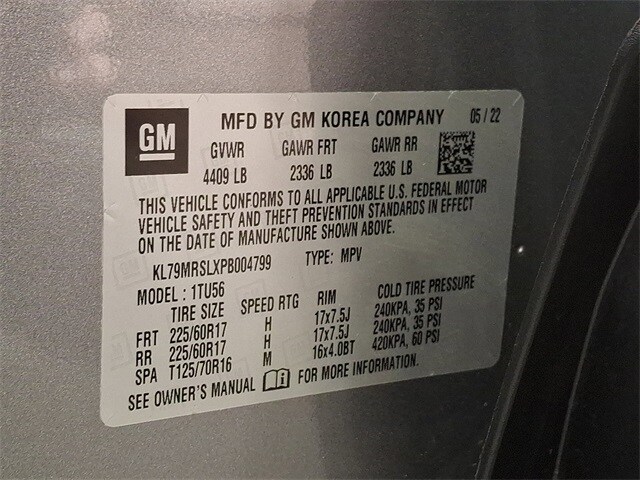 GM MFD BY GM KOREA COMPANY 05 / 22
GVWR GAWR FRT GAWR RR
4409 LB 2336 LB 2336 LB
THIS VEHICLE CONFORMS TO ALL APPLICABLE U.S. FEDERAL MOTOR
VEHICLE SAFETY AND THEFT PREVENTION STANDARDS IN EFFECT
ON THE DATE OF MANUFACTURE SHOWN ABOVE.
KL79MRSLXPB004799 TYPE: MPV
MODEL : 1TU56
TIRE SIZE SPEED RTG RIM COLD TIRE PRESSURE
FRT 225/60R17 H 17x7.5J 240KPA, 35 PSI
RR 225/60R17 H 17x7.5J 240KPA, 35 PSI
SPA T125/70R16 M 16x4.0BT 420KPA, 60 PSI
SEE OWNER'S MANUAL FOR MORE INFORMATION.